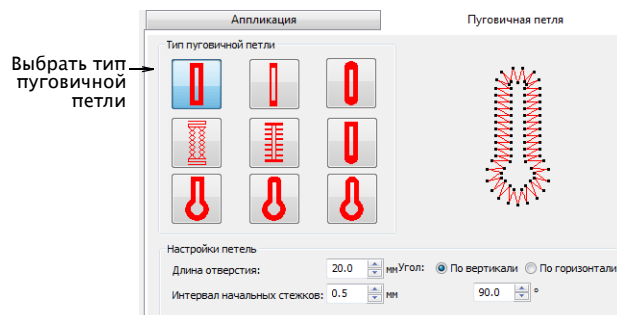 Аппликация
Пуговичная петля
Тип пуговичной петли
Выбрать тип
пуговичной
петли
Настройки петель
Длина отверстия: 20.0 мм Угол: По вертикали По горизонтали
Интервал начальных стежков: 0.5 мм 90.0 °